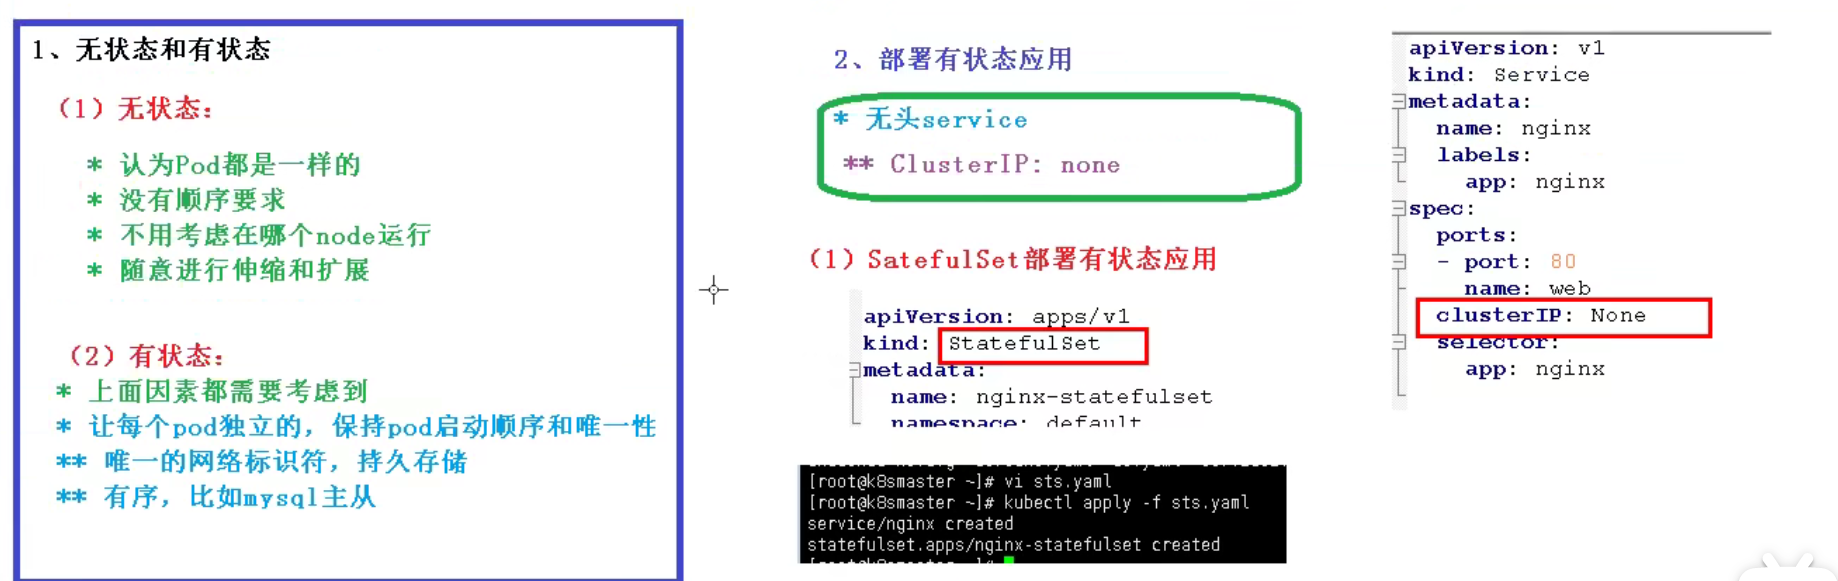 1、无状态和有状态
（1）无状态：
* 认为Pod都是一样的
* 没有顺序要求
* 不用考虑在哪个node运行
* 随意进行伸缩和扩展
（2）有状态：
* 上面因素都需要考虑到
* 让每个pod独立的，保持pod启动顺序和唯一性
** 唯一的网络标识符，持久存储
** 有序，比如mysql主从
2、部署有状态应用
* 无头service
** ClusterIP: none
（1）SatefulSet部署有状态应用
apiVersion: apps/v1
kind: StatefulSet
metadata:
name: nginx-statefulset
namespace: default
[root@k8smaster ~]# vi sts.yaml
[root@k8smaster ~]# kubectl apply -f sts.yaml
service/nginx created
statefulset.apps/nginx-statefulset created
apiVersion: v1
kind: Service
metadata:
name: nginx
labels:
app: nginx
spec:
ports:
- port: 80
name: web
clusterIP: None
selector:
app: nginx